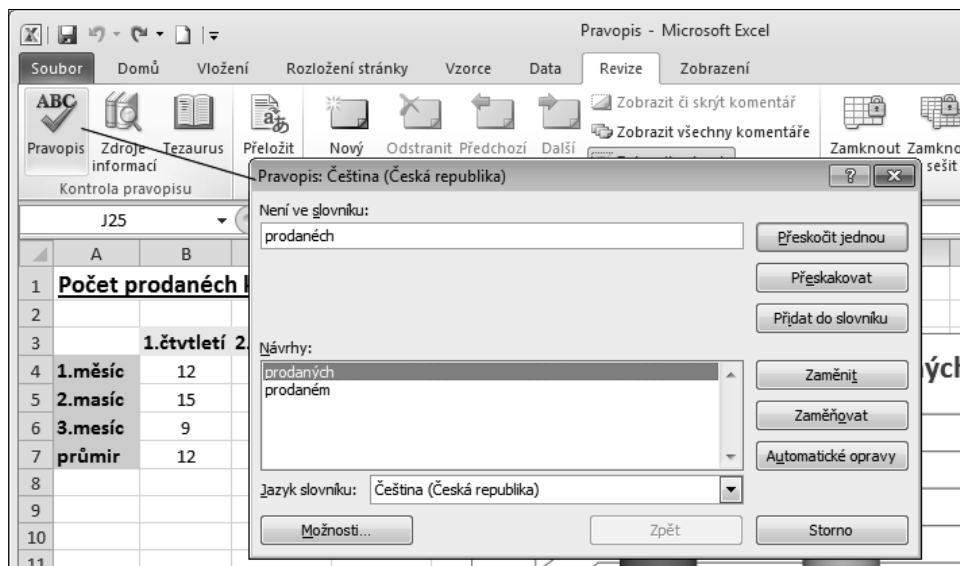 Pravopis - Microsoft Excel
Soubor Domů Vložení Rozložení stránky Vzorce Data Revize Zobrazení
ABC
Pravopis
Zdroje informací
Tezaurus
Kontrola pravopisu
Přeložit
Nový
Odstranit
Předchozí
Další
Zobrazit či skrýt komentář
Zobrazit všechny komentáře
Zamknout
sešit
J25
A B
1 Počet prodanéch
2
3 1.čtvtletí 2.
4 1.měsíc 12
5 2.masíc 15
6 3.mesíc 9
7 průmir 12
8
9
10
11
Pravopis: Čeština (Česká republika)
Není ve slovníku:
prodanéch
Přeskočit jednou
Přeskakovat
Přidat do slovníku
Návrhy:
prodaných
prodaném
Zaměnit
Zaměňovat
Automatické opravy
Jazyk slovníku: Čeština (Česká republika)
Možnosti...
Zpět
Storno